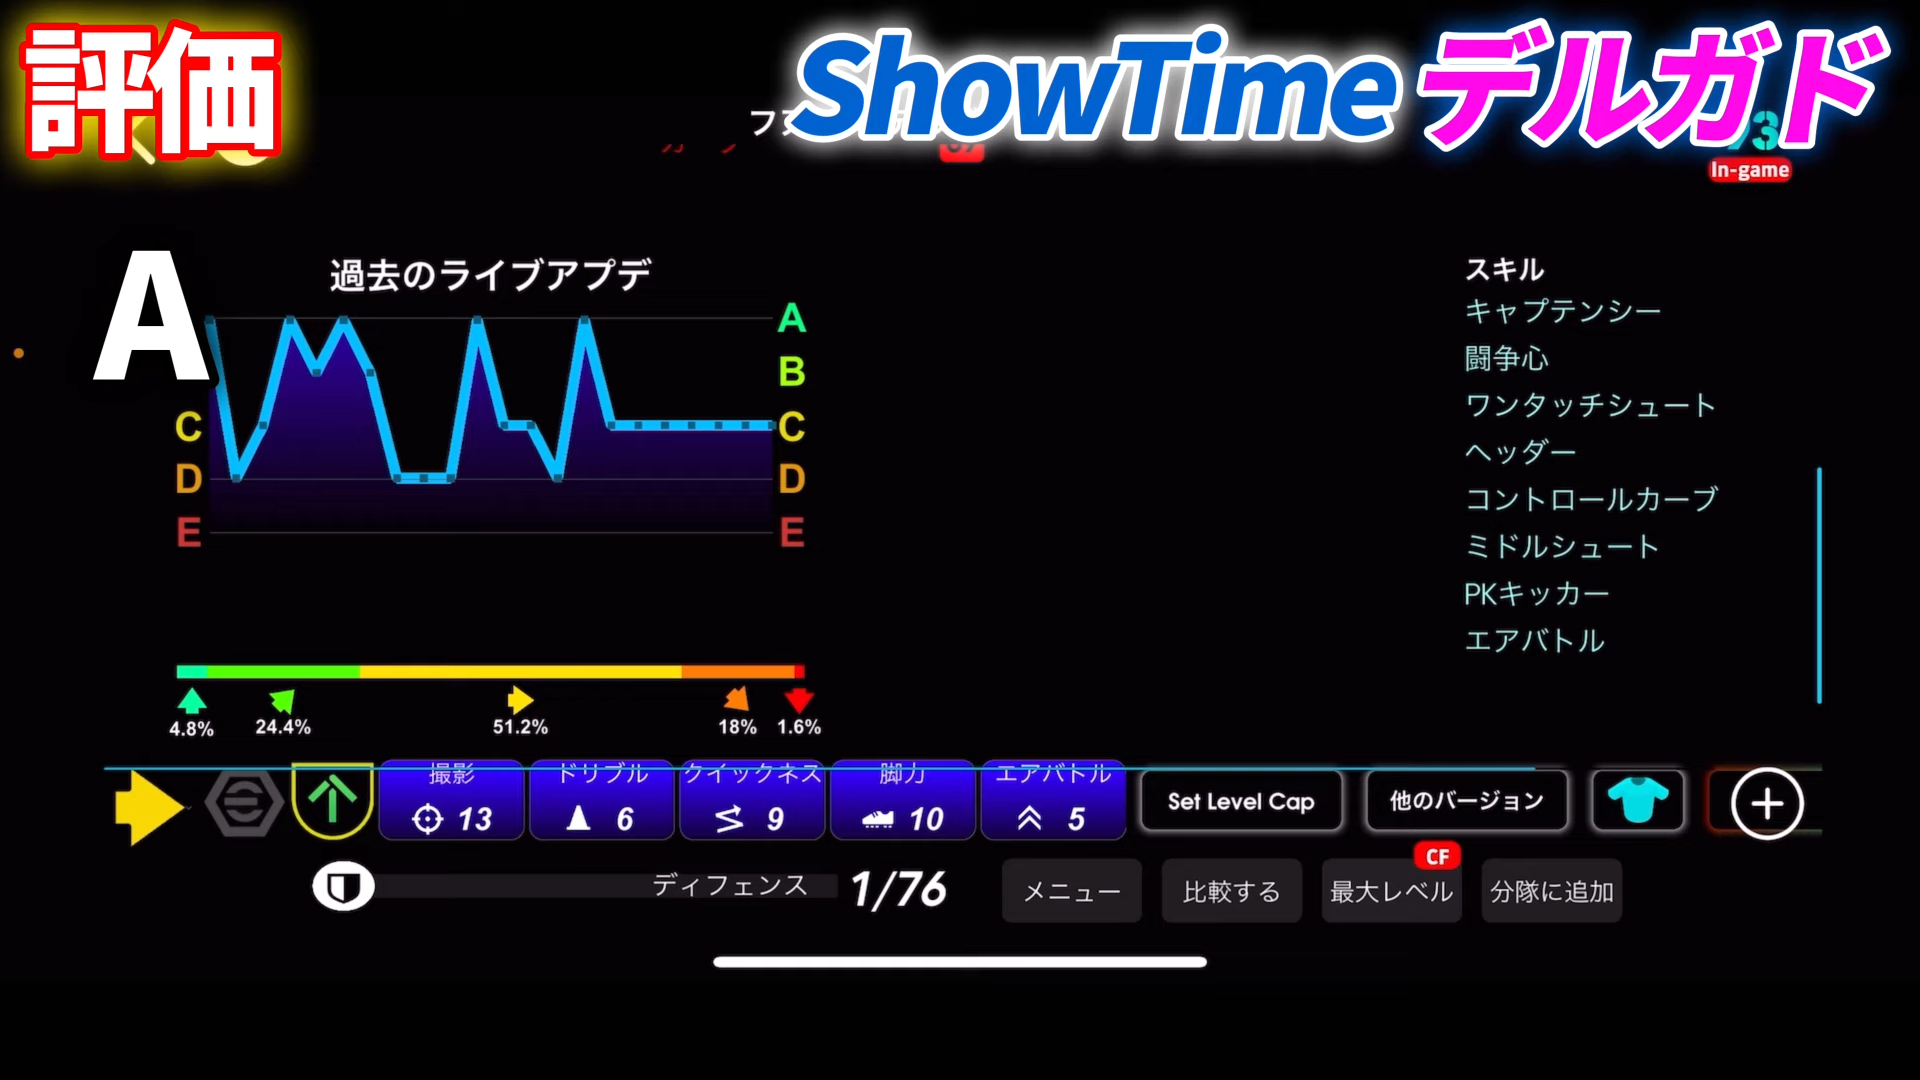 評価
ShowTime デルガド
In-game
A
過去のライブアプデ
A
B
C C
D D
E E
4.8% 24.4% 51.2% 18% 1.6%
スキル
キャプテンシー
闘争心
ワンタッチシュート
ヘッダー
コントロールカーブ
ミドルシュート
PKキッカー
エアバトル
撮影 ドリブル クイックネス 脚力 エアバトル
13 6 9 10 5
Set Level Cap
他のバージョン
CF
ディフェンス 1/76
メニュー 比較する 最大レベル 分隊に追加